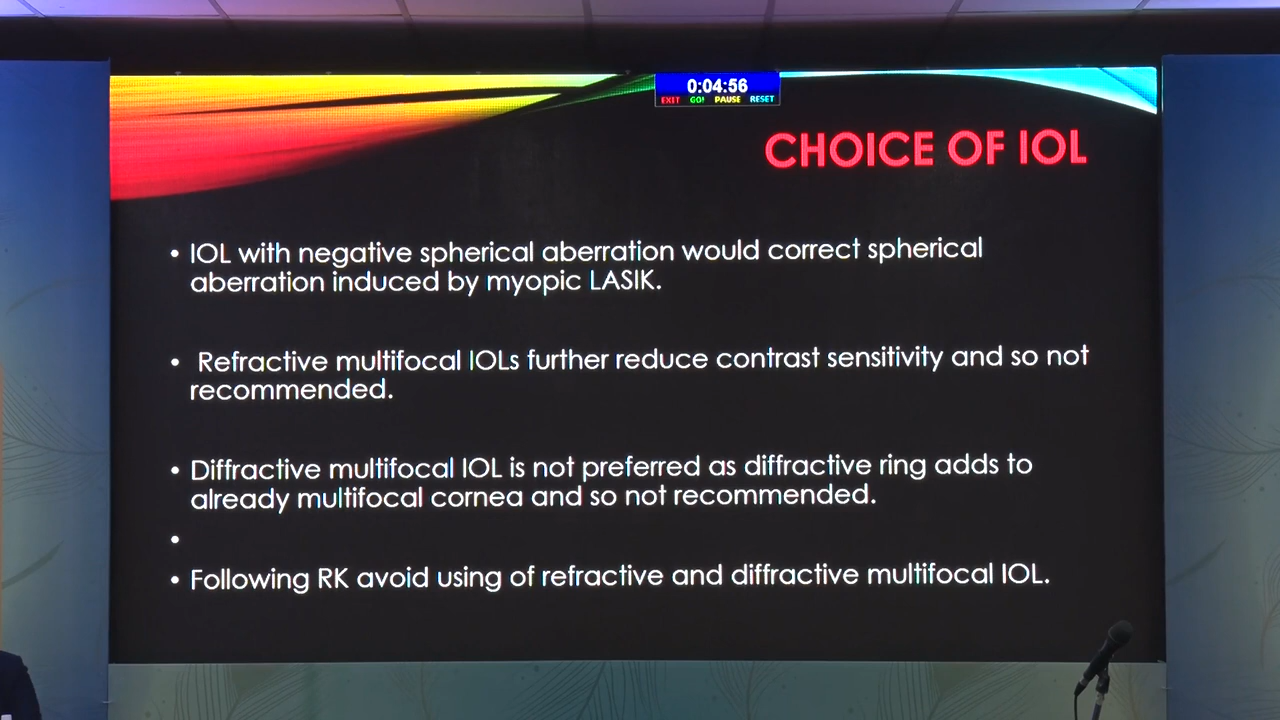 0:04:56
EXIT GO! PAUSE RESET
CHOICE OF IOL
• IOL with negative spherical aberration would correct spherical
aberration induced by myopic LASIK.
• Refractive multifocal IOLs further reduce contrast sensitivity and so not
recommended.
• Diffractive multifocal IOL is not preferred as diffractive ring adds to
already multifocal cornea and so not recommended.
•
• Following RK avoid using of refractive and diffractive multifocal IOL.